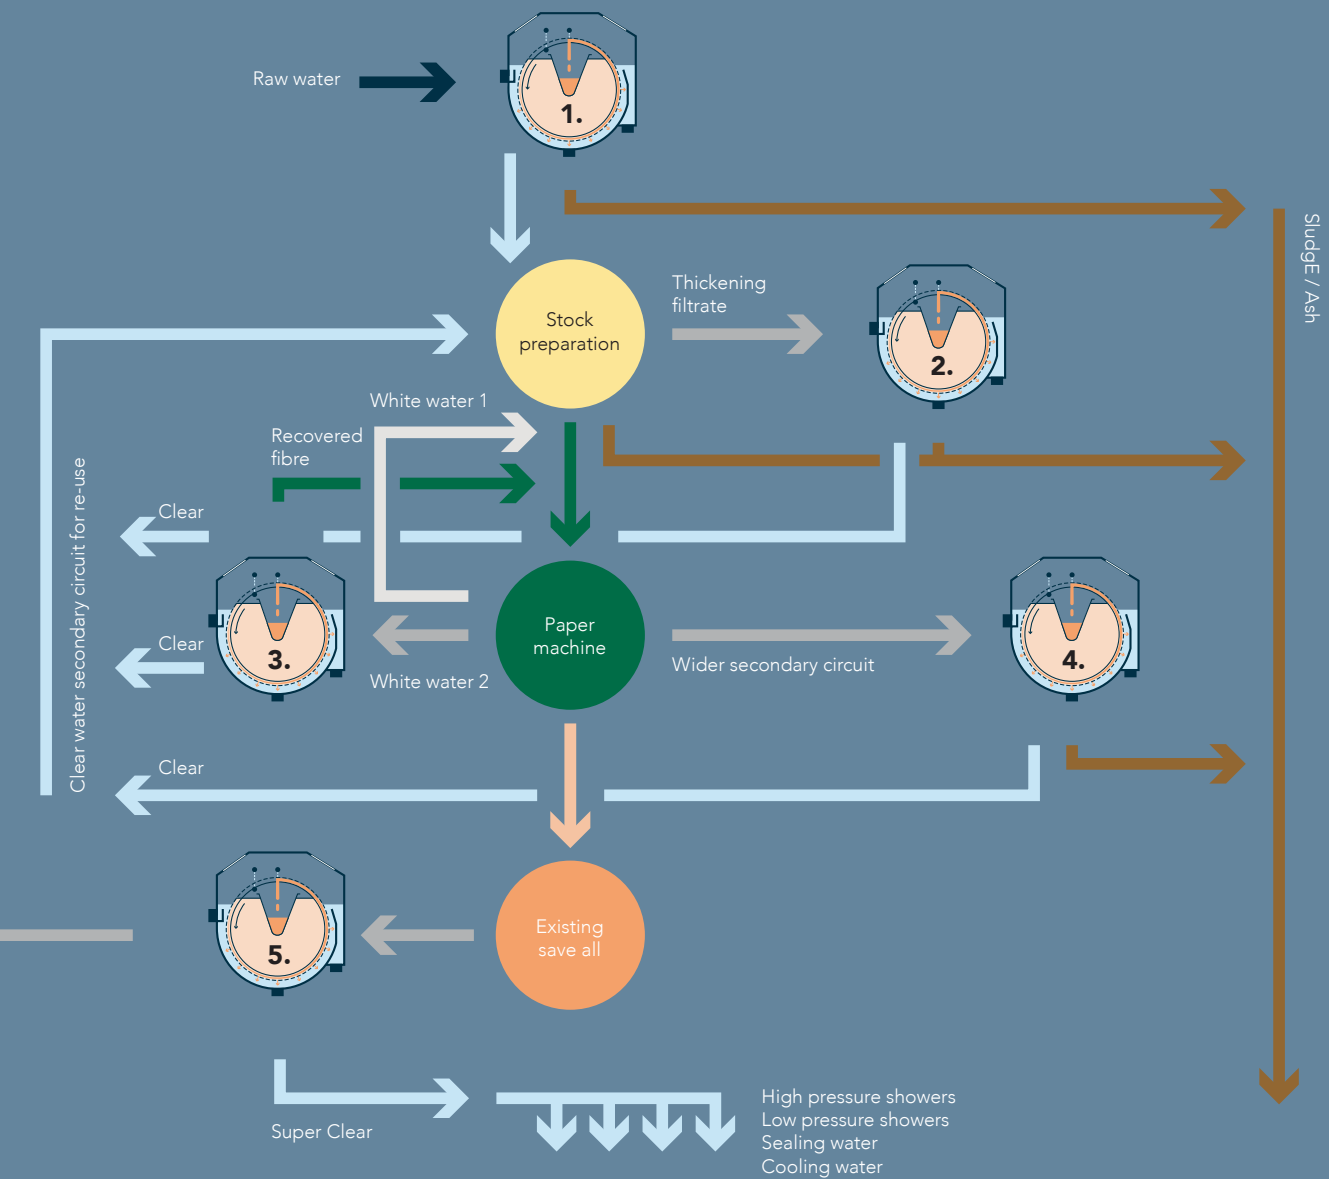 Raw water
1.
SludgE / Ash
Stock
preparation
Thickening
filtrate
2.
White water 1
Recovered
fibre
Clear water secondary circuit for re-use
Clear
Clear
3.
White water 2
Paper
machine
Wider secondary circuit
4.
Clear
5.
Existing
save all
Super Clear
High pressure showers
Low pressure showers
Sealing water
Cooling water